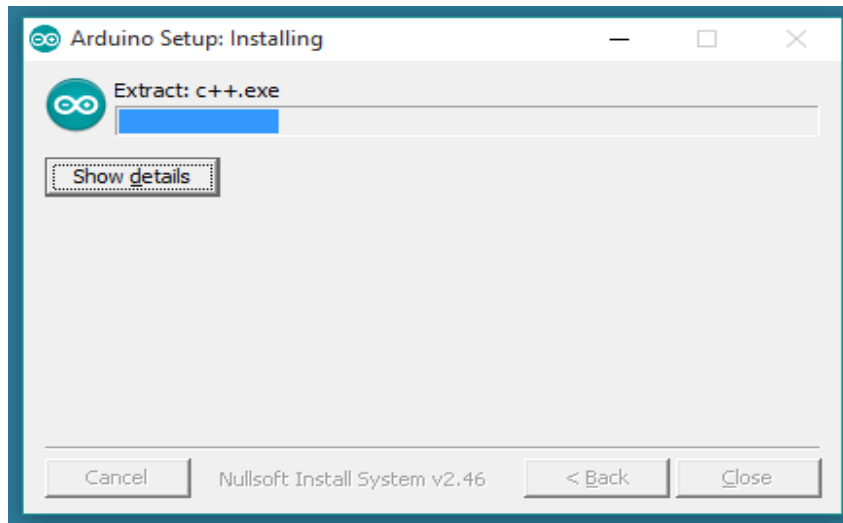 Arduino Setup: Installing
Extract: c++.exe
Show details
Cancel Nullsoft Install System v2.46 < Back Close